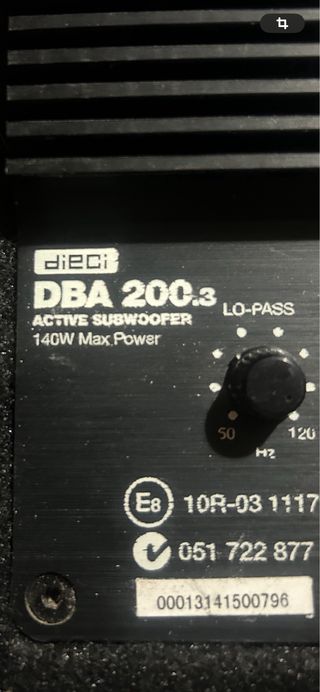 dieci
DBA 200.3
ACTIVE SUBWOOFER
140W Max Power
LO-PASS
50
120
Hz
E8 10R-03 1117
051 722 877
00013141500796